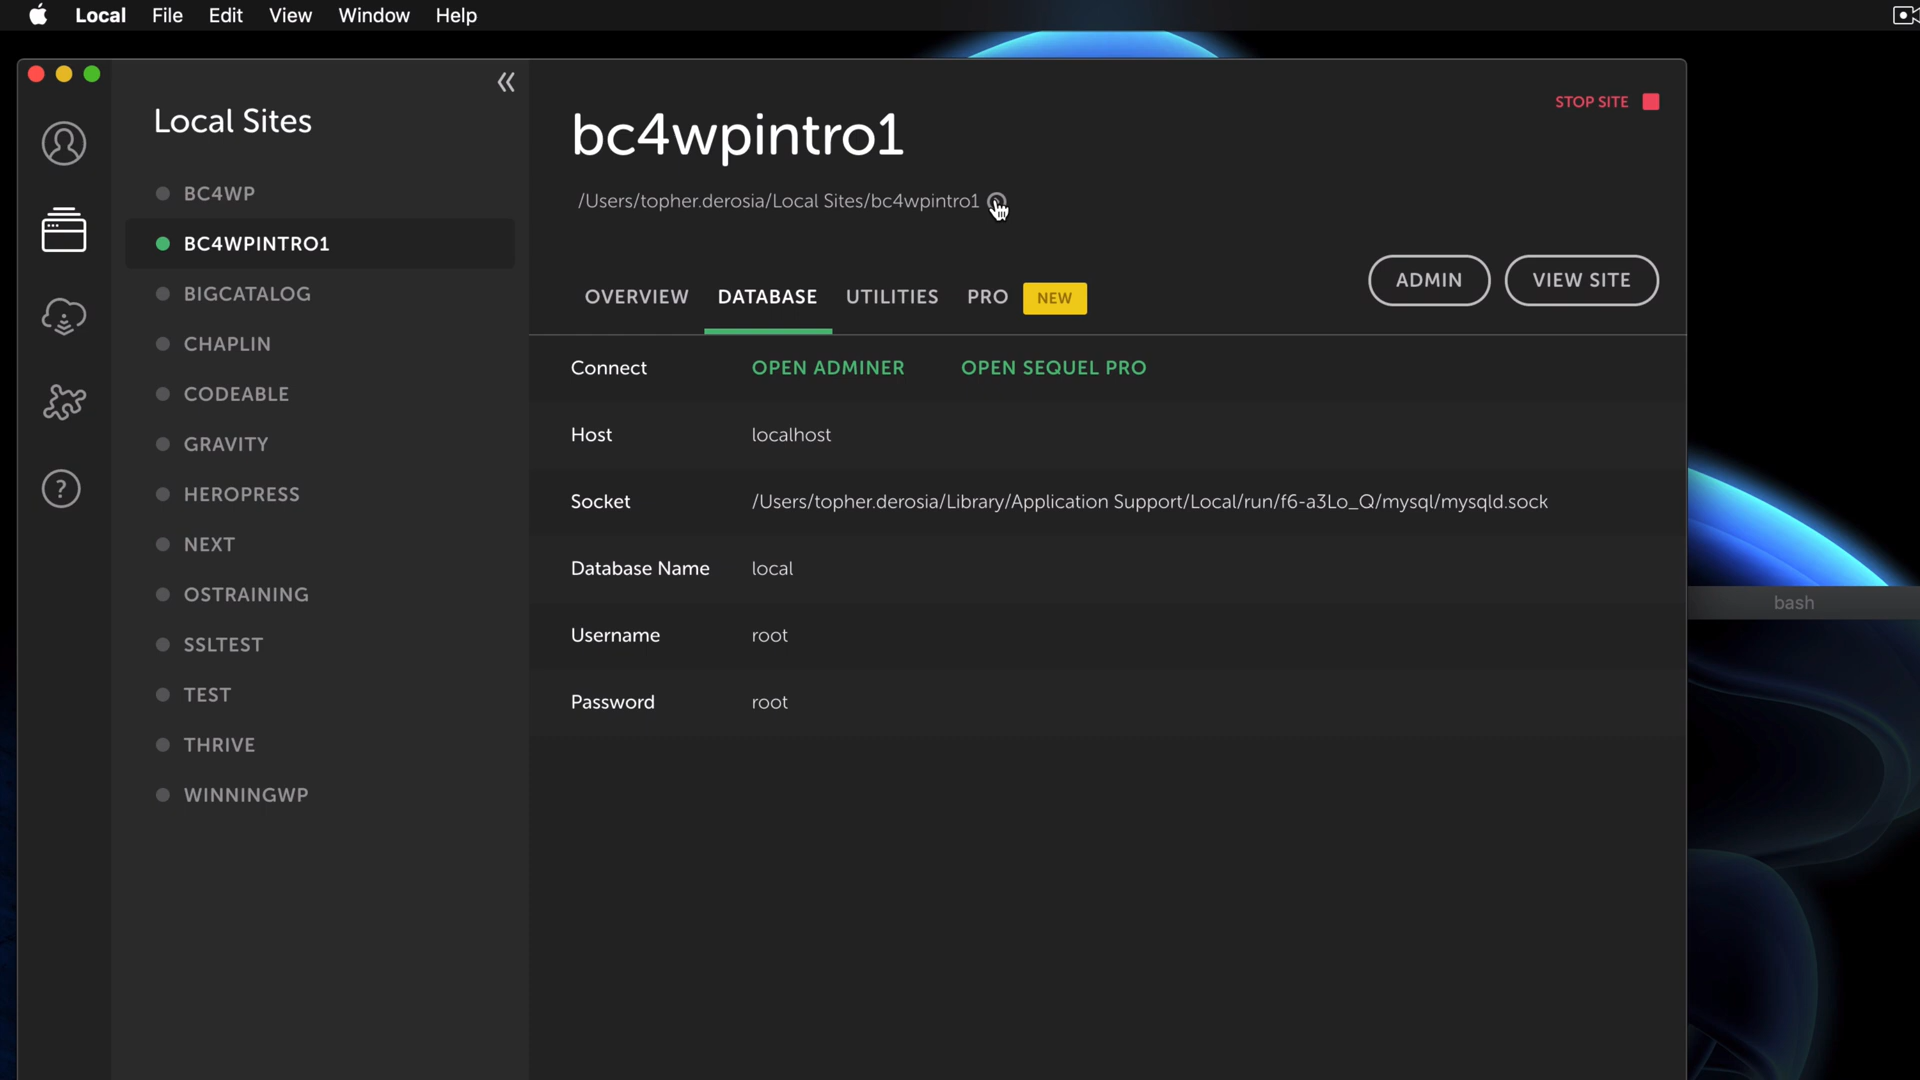 Local File Edit View Window Help
Local Sites
BC4WP
BC4WPINTRO1
BIGCATALOG
CHAPLIN
CODEABLE
GRAVITY
HEROPRESS
NEXT
OSTRAINING
SSLTEST
TEST
THRIVE
WINNINGWP
STOP SITE
bc4wpintro1
/Users/topher.derosia/Local Sites/bc4wpintro1
OVERVIEW DATABASE UTILITIES PRO NEW
ADMIN VIEW SITE
Connect OPEN ADMINER OPEN SEQUEL PRO
Host localhost
Socket /Users/topher.derosia/Library/Application Support/Local/run/f6-a3Lo_Q/mysql/mysqld.sock
Database Name local
Username root
Password root
bash